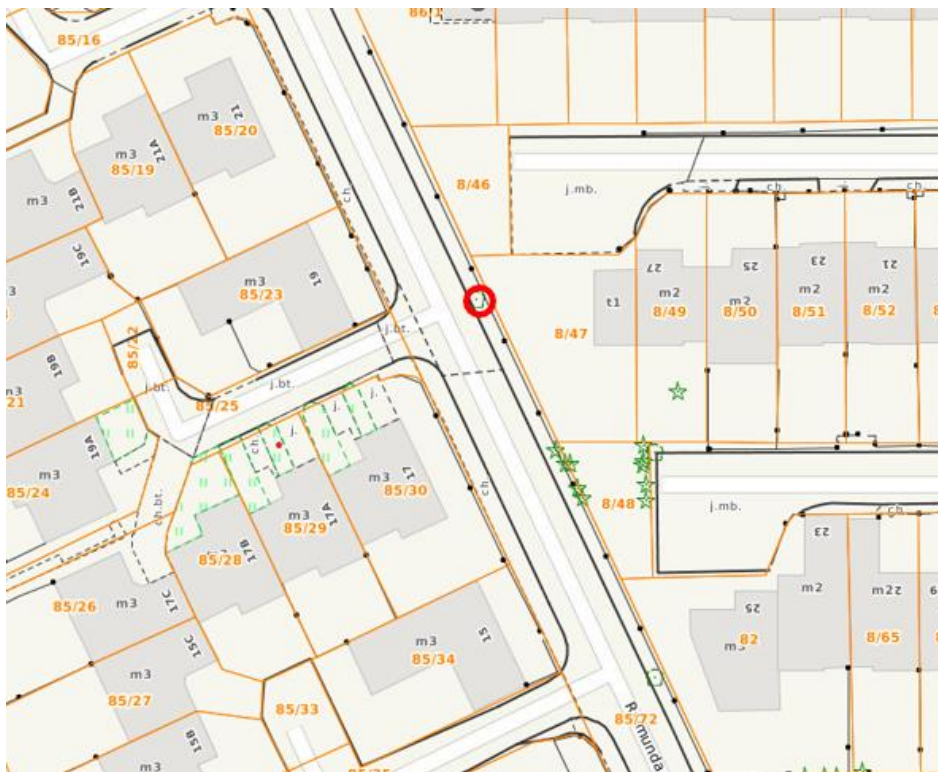 86/1
85/16
21
m3
85/20
ch.
8/46
j.mb.
ch.
ch.
m3
85/19
21A
m3
21B
19C
m3
85/23
19
27
25
23
21
t1
m2
8/49
m2
8/50
m2
8/51
m2
8/52
8/47
85/22
j.bt.
j.bt.
j.bt.
85/25
19B
19A
m3
85/24
ch.
j.
j.
j.
17
m3
85/30
ch.
m3
85/29
17A
17B
85/28
ch.bt.
8/48
j.mb.
ch.
23
m2
m2
8/65
25
82
85/26
m3
17C
15C
m3
85/27
15
m3
85/34
85/33
15B
m3
85/72